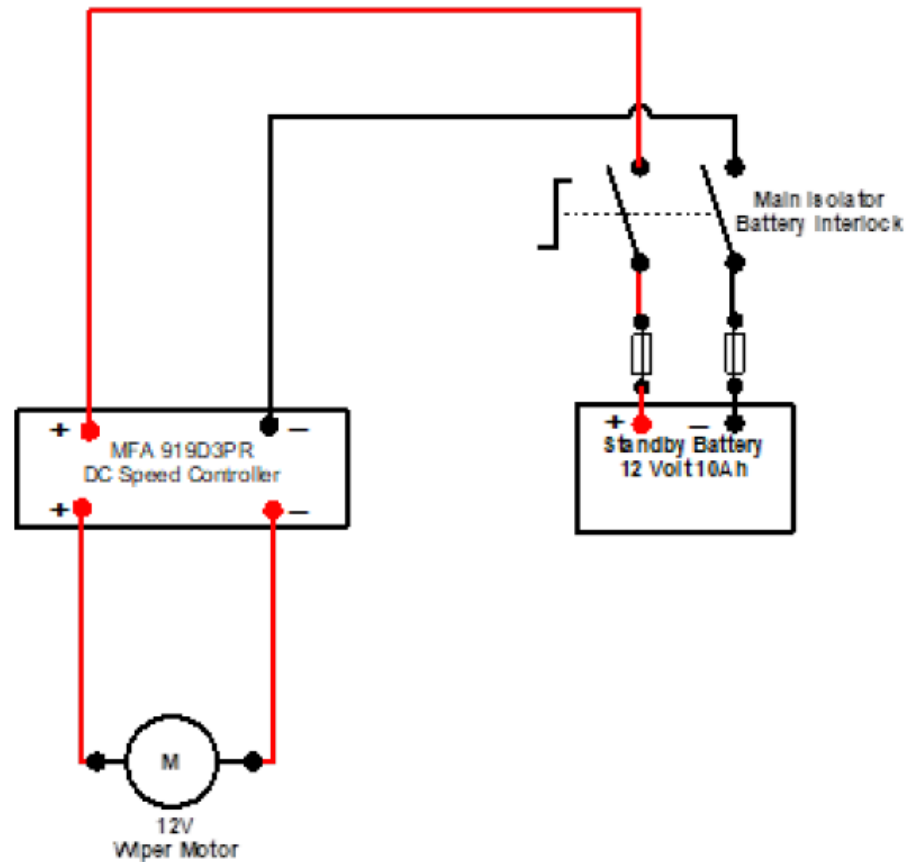 Main Isolator
Battery Interlock
+ −
MFA 919D3PR
DC Speed Controller
+ −
+ −
Standby Battery
12 Volt 10Ah
M
12V
Wiper Motor